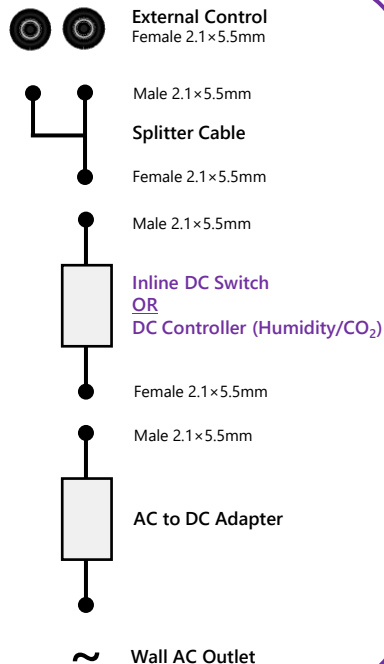 External Control
Female 2.1×5.5mm
Male 2.1×5.5mm
Splitter Cable
Female 2.1×5.5mm
Male 2.1×5.5mm
Inline DC Switch
OR
DC Controller (Humidity/CO₂)
Female 2.1×5.5mm
Male 2.1×5.5mm
AC to DC Adapter
~ Wall AC Outlet